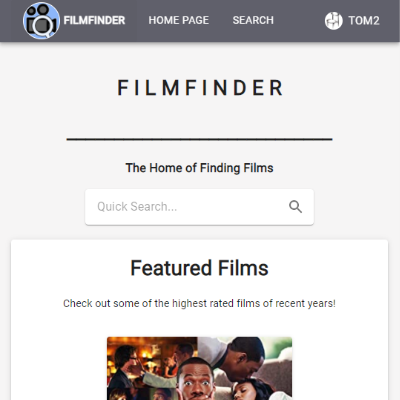 FILMFINDER HOME PAGE SEARCH TOM2
FILMFINDER
The Home of Finding Films
Quick Search...
Featured Films
Check out some of the highest rated films of recent years!